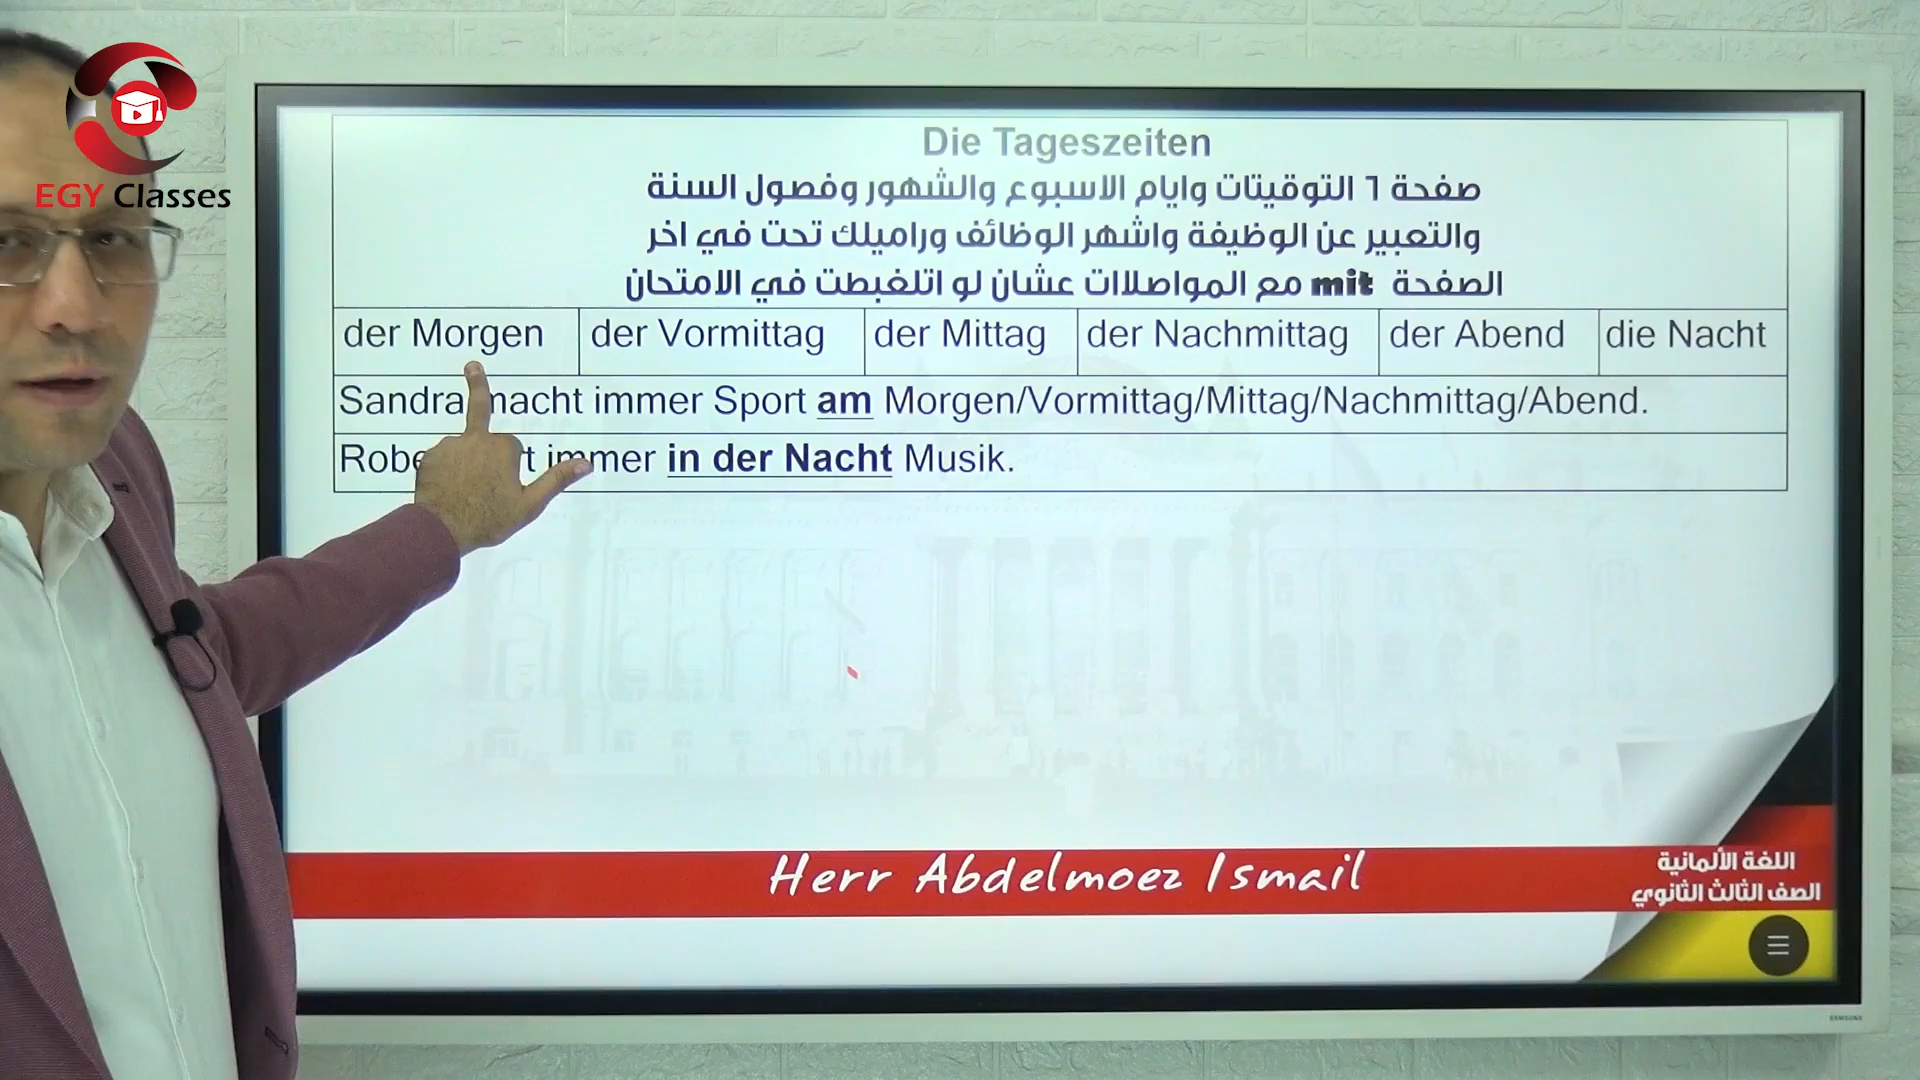 EGY Classes
Die Tageszeiten
صفحة ٦ التوقيتات وايام الاسبوع والشهور وفصول السنة
والتعبير عن الوظيفة واشهر الوظائف وراميلك تحت في اخر
الصفحة mit مع المواصلات عشان لو اتلغبطت في الامتحان
der Morgen der Vormittag der Mittag der Nachmittag der Abend die Nacht
Sandra macht immer Sport am Morgen/Vormittag/Mittag/Nachmittag/Abend.
immer in der Nacht Musik.
Herr Abdelmoez Ismail
اللغة الألمانية
الصف الثالث الثانوي
SAMSUNG